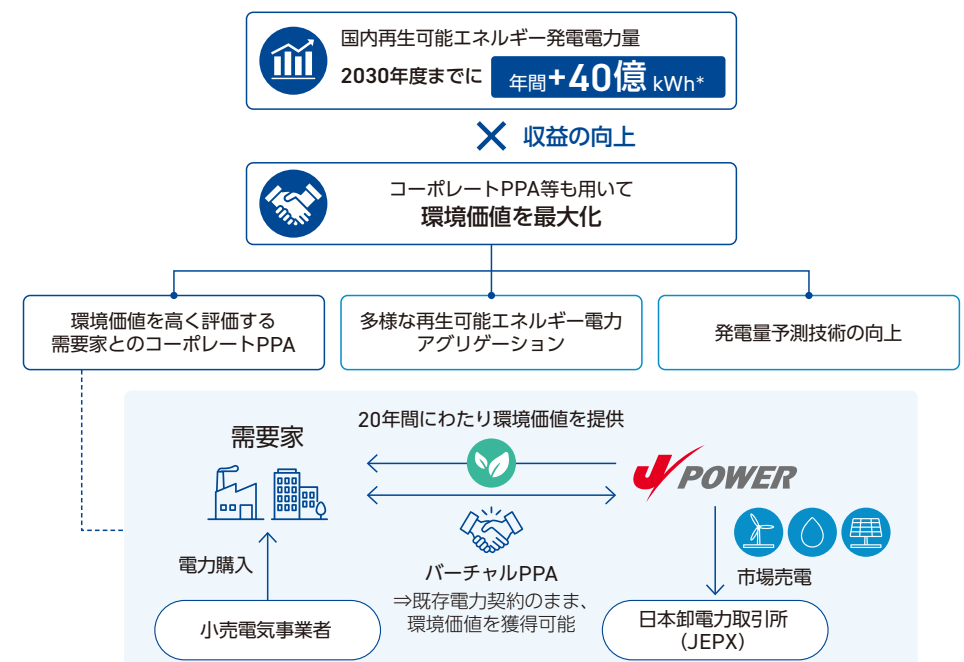 国内再生可能エネルギー発電電力量
2030年度までに 年間+40億 kWh*
× 収益の向上
コーポレートPPA等も用いて
環境価値を最大化
環境価値を高く評価する
需要家とのコーポレートPPA
多様な再生可能エネルギー電力
アグリゲーション
発電量予測技術の向上
20年間にわたり環境価値を提供
需要家
J POWER
電力購入
バーチャルPPA
⇒既存電力契約のまま、
環境価値を獲得可能
市場売電
小売電気事業者
日本卸電力取引所
（JEPX）